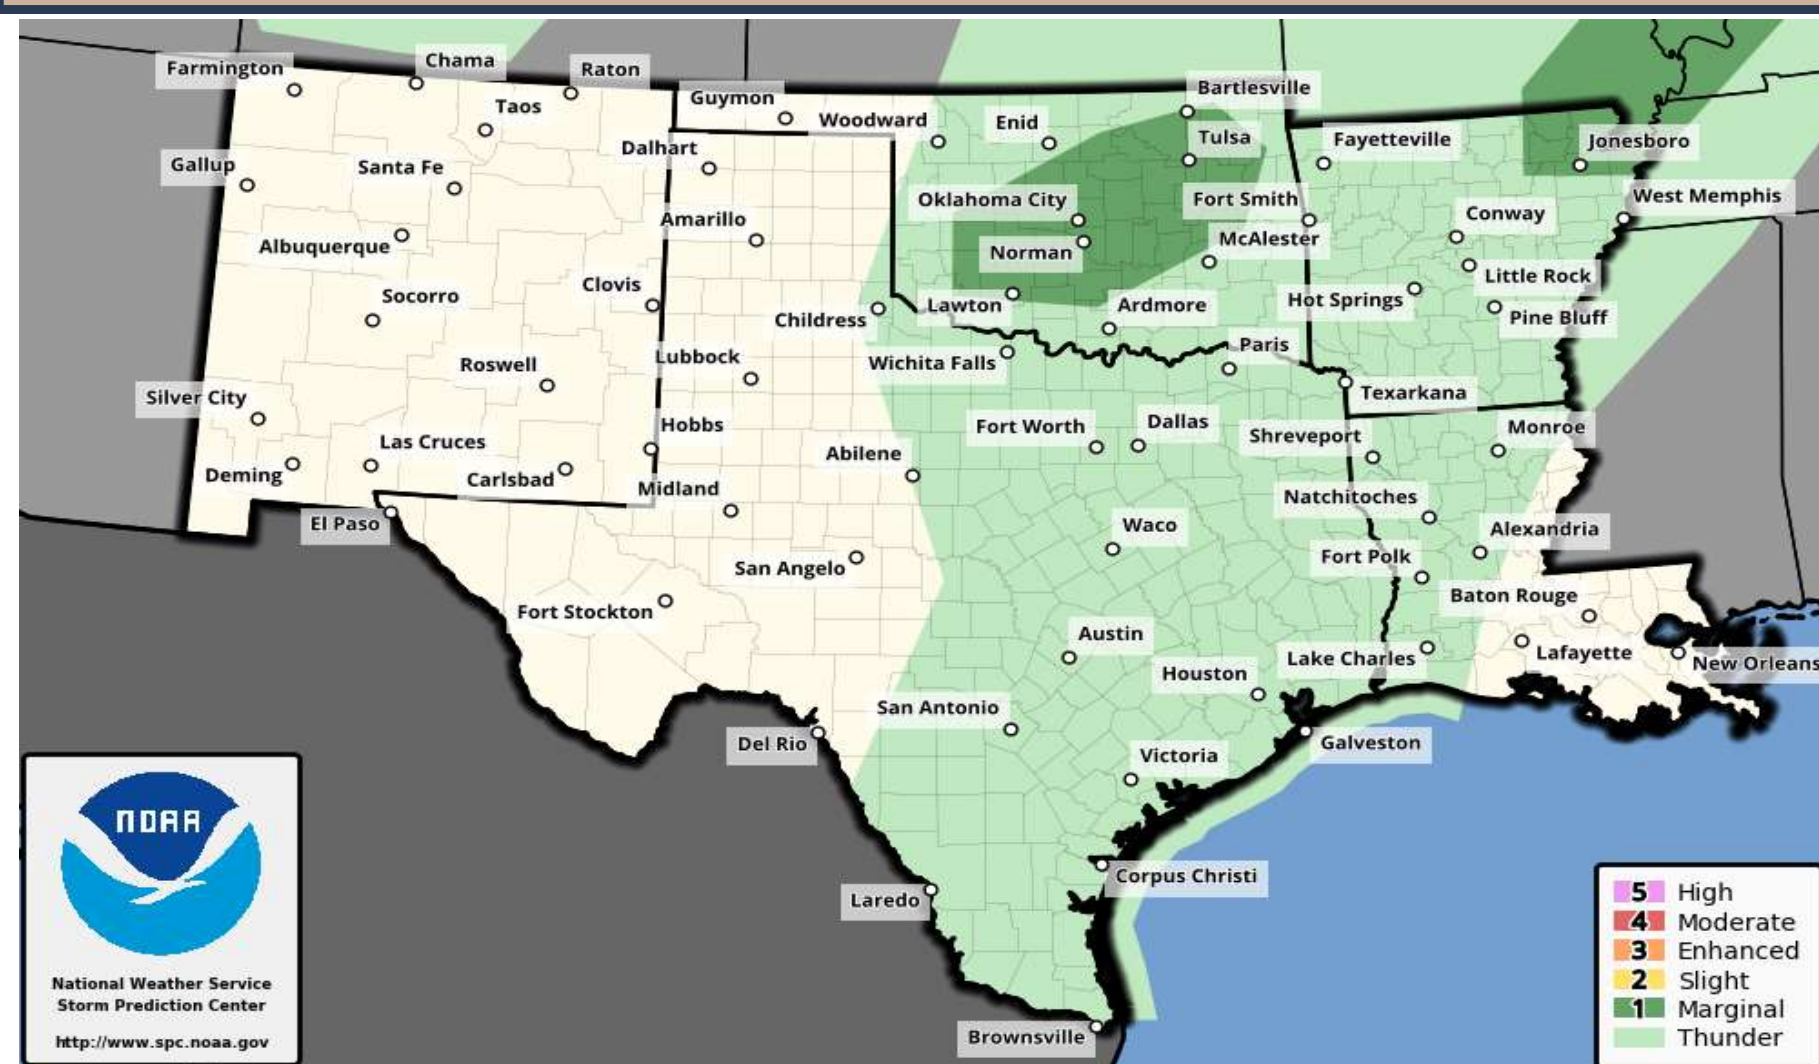 Farmington
Chama
Raton
Guymon
Taos
Woodward
Enid
Bartlesville
Tulsa
Fayetteville
Jonesboro
Gallup
Santa Fe
Dalhart
Oklahoma City
Fort Smith
West Memphis
Amarillo
Conway
Albuquerque
Norman
McAlester
Little Rock
Socorro
Clovis
Childress
Lawton
Ardmore
Hot Springs
Pine Bluff
Roswell
Lubbock
Wichita Falls
Paris
Texarkana
Silver City
Hobbs
Fort Worth
Dallas
Shreveport
Monroe
Las Cruces
Abilene
Deming
Carlsbad
Midland
Natchitoches
El Paso
Waco
Alexandria
San Angelo
Fort Polk
Fort Stockton
Baton Rouge
Austin
Lake Charles
Lafayette
New Orleans
Houston
San Antonio
Del Rio
Galveston
Victoria
Corpus Christi
Laredo
Brownsville
NOAA
National Weather Service
Storm Prediction Center
http://www.spc.noaa.gov
5 High
4 Moderate
3 Enhanced
2 Slight
1 Marginal
Thunder